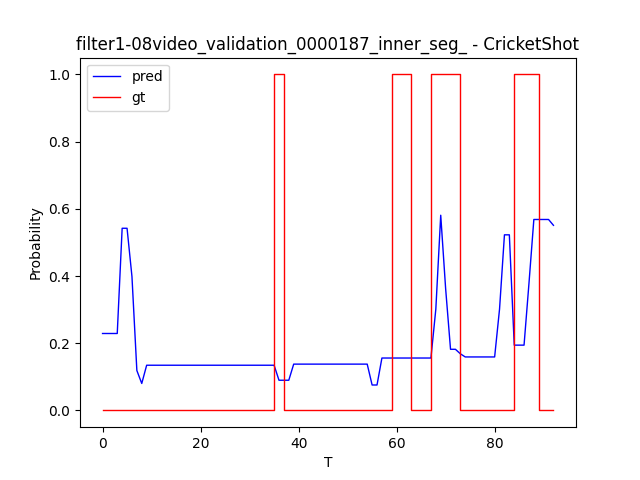 filter1-08video_validation_0000187_inner_seg_ - CricketShot
pred
gt
1.0
0.8
0.6
0.4
0.2
0.0
Probability
0
20
40
60
80
T